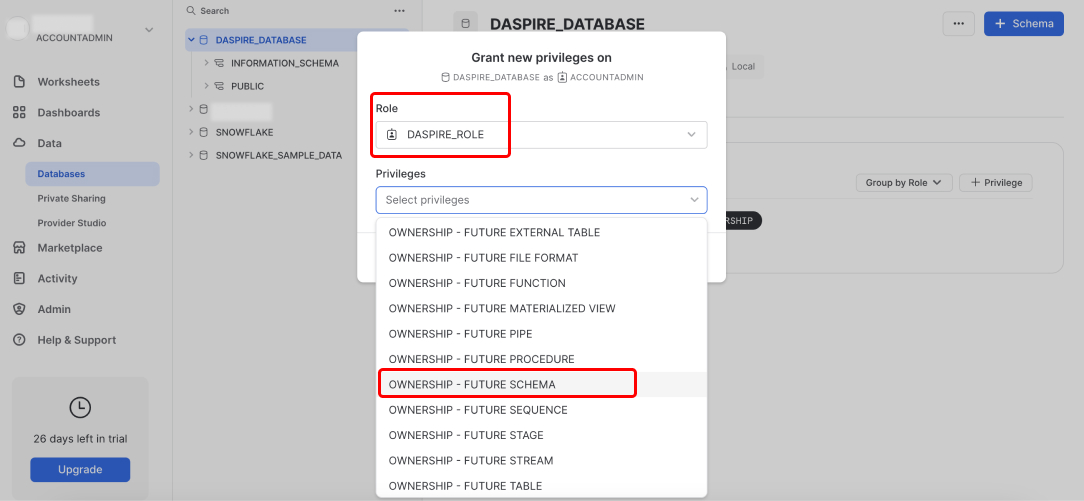 ACCOUNTADMIN
Worksheets
Dashboards
Data
Databases
Private Sharing
Provider Studio
Marketplace
Activity
Admin
Help & Support
26 days left in trial
Upgrade
Search
DASPIRE_DATABASE
INFORMATION_SCHEMA
PUBLIC
SNOWFLAKE
SNOWFLAKE_SAMPLE_DATA
DASPIRE_DATABASE
+ Schema
Local
Group by Role
+ Privilege
Grant new privileges on
DASPIRE_DATABASE as ACCOUNTADMIN
Role
DASPIRE_ROLE
Privileges
Select privileges
OWNERSHIP - FUTURE EXTERNAL TABLE
OWNERSHIP - FUTURE FILE FORMAT
OWNERSHIP - FUTURE FUNCTION
OWNERSHIP - FUTURE MATERIALIZED VIEW
OWNERSHIP - FUTURE PIPE
OWNERSHIP - FUTURE PROCEDURE
OWNERSHIP - FUTURE SCHEMA
OWNERSHIP - FUTURE SEQUENCE
OWNERSHIP - FUTURE STAGE
OWNERSHIP - FUTURE STREAM
OWNERSHIP - FUTURE TABLE